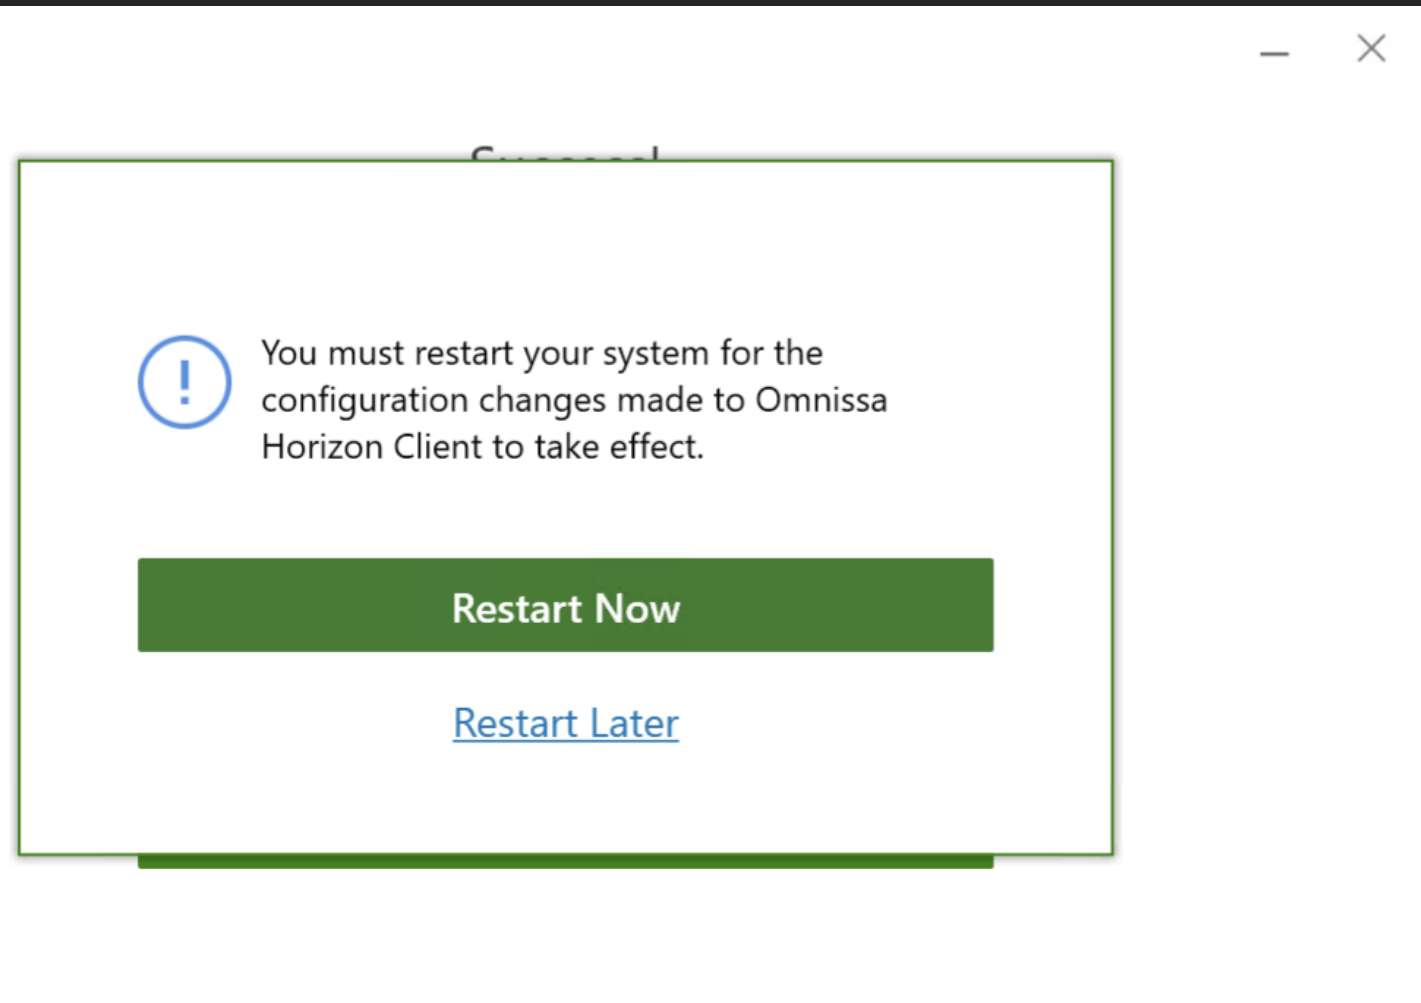 You must restart your system for the
configuration changes made to Omnissa
Horizon Client to take effect.
Restart Now
Restart Later